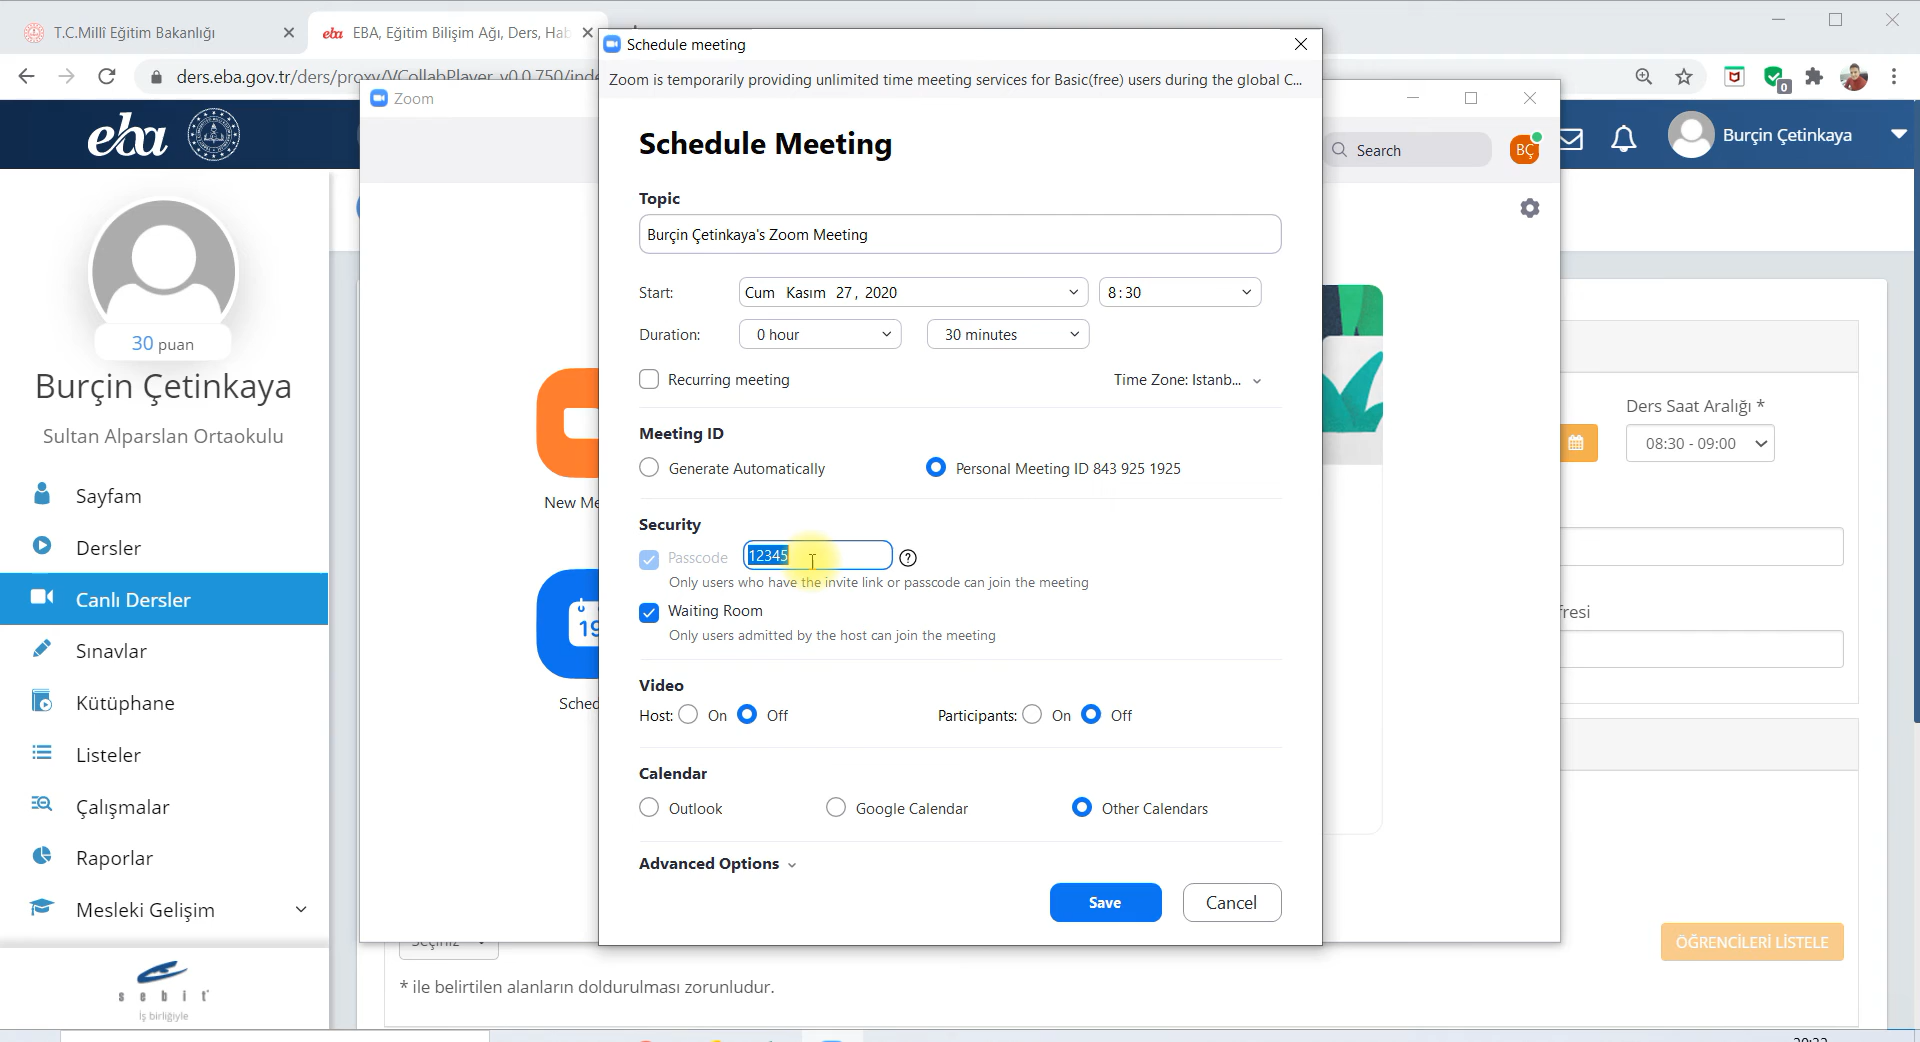 T.C.Millî Eğitim Bakanlığı
eba EBA, Eğitim Bilişim Ağı, Ders, Hab
ders.eba.gov.tr/ders/proxy/VCollabPlayer_v0.0.750/inde
0
Schedule meeting
Zoom is temporarily providing unlimited time meeting services for Basic(free) users during the global C...
Zoom
eba
Search
BÇ
Burçin Çetinkaya
30 puan
Burçin Çetinkaya
Sultan Alparslan Ortaokulu
Sayfam
Dersler
Canlı Dersler
Sınavlar
Kütüphane
Listeler
Çalışmalar
Raporlar
Mesleki Gelişim
sebit
İş birliğiyle
New Me
19
Sched
Schedule Meeting
Topic
Burçin Çetinkaya's Zoom Meeting
Start:
Cum Kasım 27, 2020
8:30
Duration:
0 hour
30 minutes
Recurring meeting
Time Zone: Istanb...
Meeting ID
Generate Automatically
Personal Meeting ID 843 925 1925
Security
Passcode
12345
Only users who have the invite link or passcode can join the meeting
Waiting Room
Only users admitted by the host can join the meeting
Video
Host: On Off
Participants: On Off
Calendar
Outlook
Google Calendar
Other Calendars
Advanced Options
Save
Cancel
Ders Saat Aralığı *
08:30 - 09:00
fresi
ÖĞRENCİLERİ LİSTELE
Seçiniz
* ile belirtilen alanların doldurulması zorunludur.